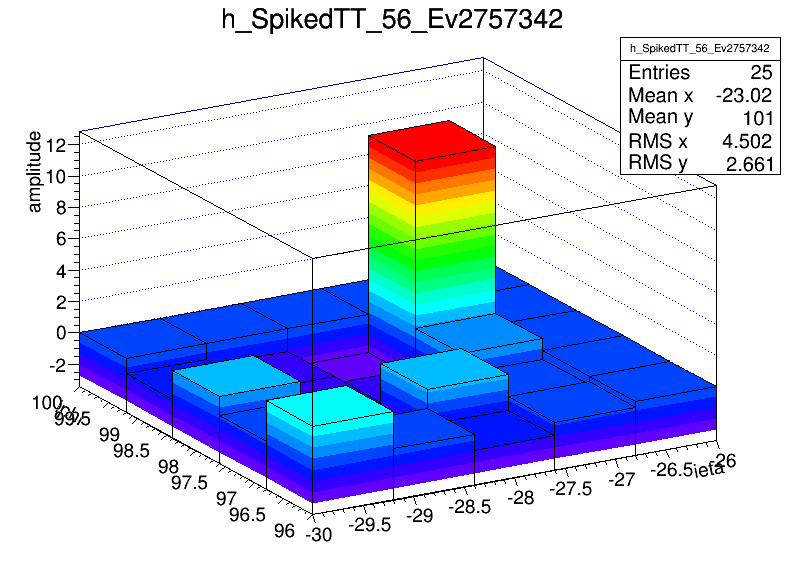 h_SpikedTT_56_Ev2757342
h_SpikedTT_56_Ev2757342
Entries 25
Mean x -23.02
Mean y 101
RMS x 4.502
RMS y 2.661
amplitude
12
10
8
6
4
2
0
-2
100
99.5
99
98.5
98
97.5
97
96.5
96
-30
-29.5
-29
-28.5
-28
-27.5
-27
-26.5
ieta
-26